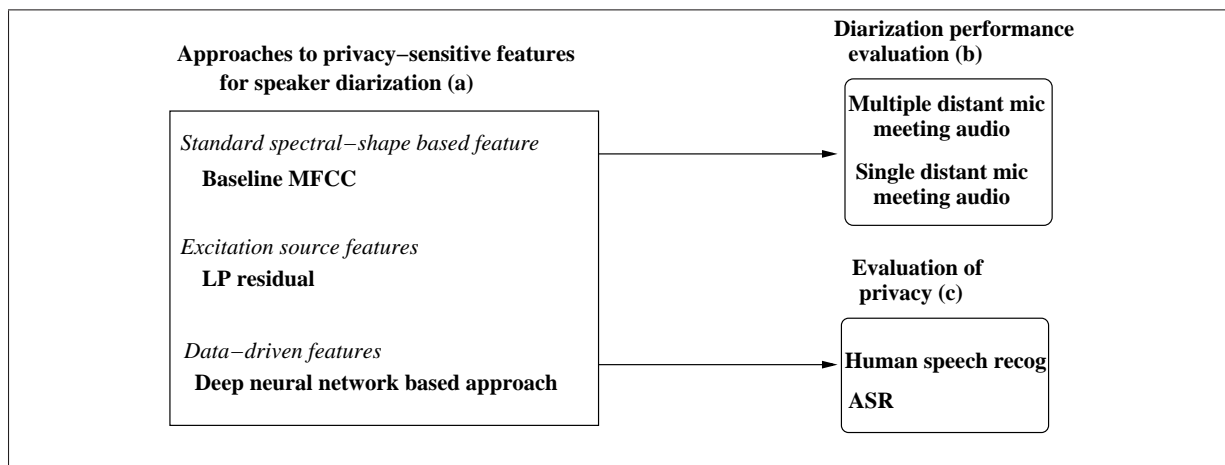 Approaches to privacy−sensitive features
for speaker diarization (a)
Standard spectral−shape based feature
Baseline MFCC
Excitation source features
LP residual
Data−driven features
Deep neural network based approach
Diarization performance
evaluation (b)
Multiple distant mic
meeting audio
Single distant mic
meeting audio
Evaluation of
privacy (c)
Human speech recog
ASR